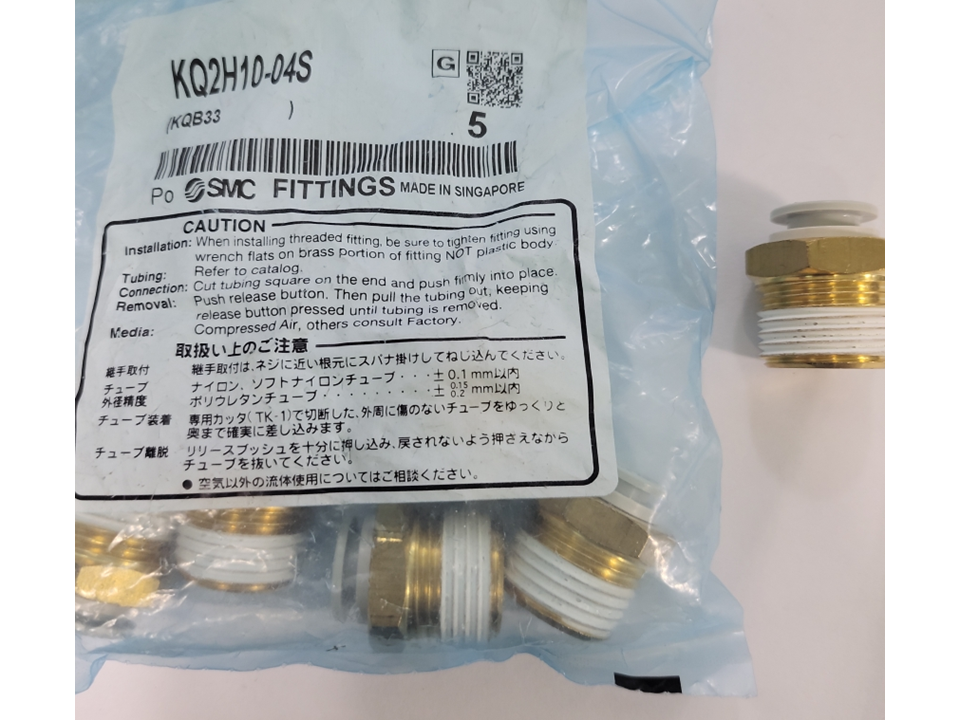 KQ2H10-04S
G
(KQB33 )
5
Po SMC FITTINGS MADE IN SINGAPORE
CAUTION
Installation: When installing threaded fitting, be sure to tighten fitting using
wrench flats on brass portion of fitting NOT plastic body.
Tubing: Refer to catalog.
Connection: Cut tubing square on the end and push firmly into place.
Removal: Push release button. Then pull the tubing out, keeping
release button pressed until tubing is removed.
Media: Compressed Air, others consult Factory.
取扱い上のご注意
継手取付 継手取付は、ネジに近い根元にスパナ掛けしてねじ込んでください。
チューブ ナイロン、ソフトナイロンチューブ・・・± 0.1 mm以内
外径精度 ポリウレタンチューブ・・・・・・・・・± 0.15 0.2 mm以内
チューブ装着 専用カッタ(TK-1)で切断した、外周に傷のないチューブをゆっくりと
奥まで確実に差し込みます。
チューブ離脱 リリースブッシュを十分に押し込み、戻されないよう押さえながら
チューブを抜いてください。
● 空気以外の流体使用についてはご相談ください。